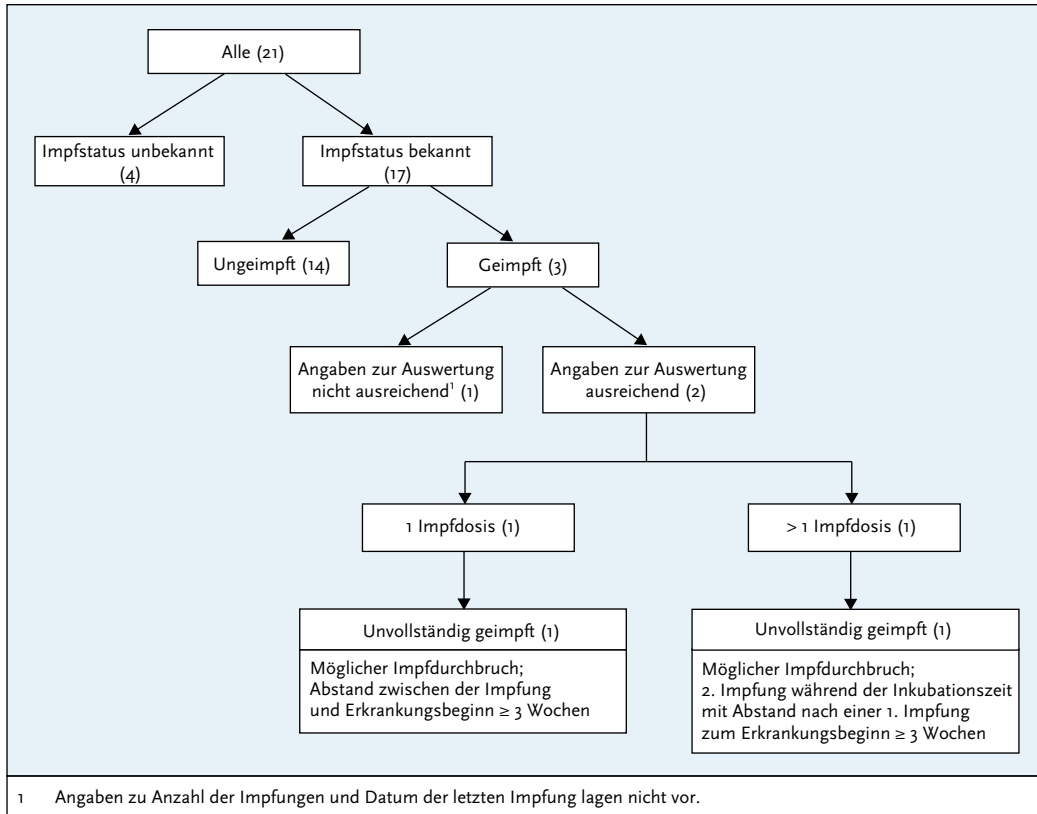 Alle (21)
Impfstatus unbekannt
(4)
Impfstatus bekannt
(17)
Ungeimpft (14)
Geimpft (3)
Angaben zur Auswertung
nicht ausreichend¹ (1)
Angaben zur Auswertung
ausreichend (2)
1 Impfdosis (1)
> 1 Impfdosis (1)
Unvollständig geimpft (1)
Möglicher Impfdurchbruch;
Abstand zwischen der Impfung
und Erkrankungsbeginn ≥ 3 Wochen
Unvollständig geimpft (1)
Möglicher Impfdurchbruch;
2. Impfung während der Inkubationszeit
mit Abstand nach einer 1. Impfung
zum Erkrankungsbeginn ≥ 3 Wochen
1 Angaben zu Anzahl der Impfungen und Datum der letzten Impfung lagen nicht vor.